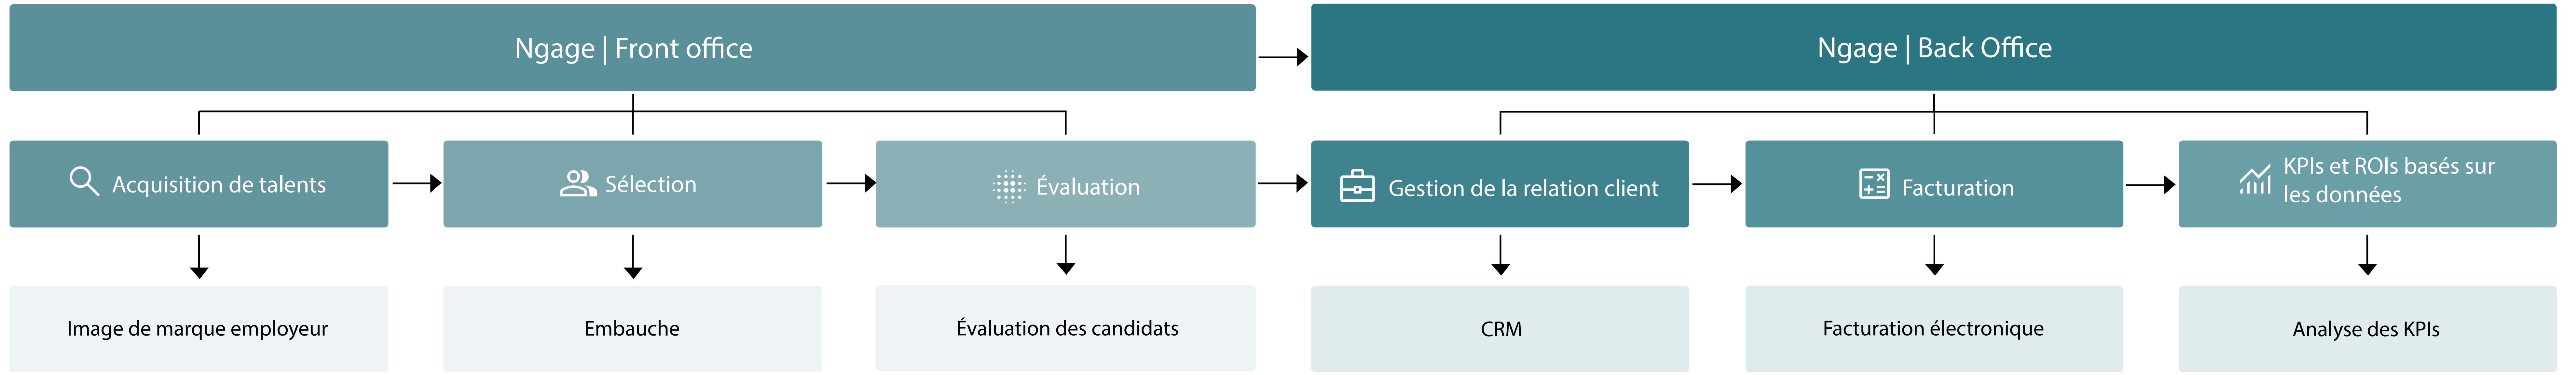 Ngage | Front office
Ngage | Back Office
Acquisition de talents
Sélection
Évaluation
Gestion de la relation client
Facturation
KPIs et ROIs basés sur
les données
Image de marque employeur
Embauche
Évaluation des candidats
CRM
Facturation électronique
Analyse des KPIs